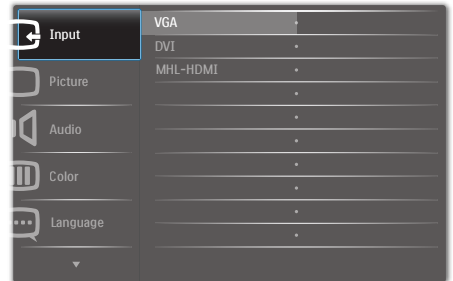 Input
Picture
Audio
Color
Language
VGA
DVI
MHL-HDMI